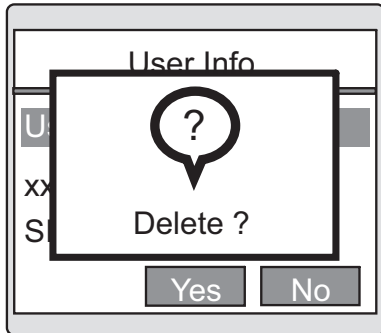 User Info
?
Delete ?
Yes No